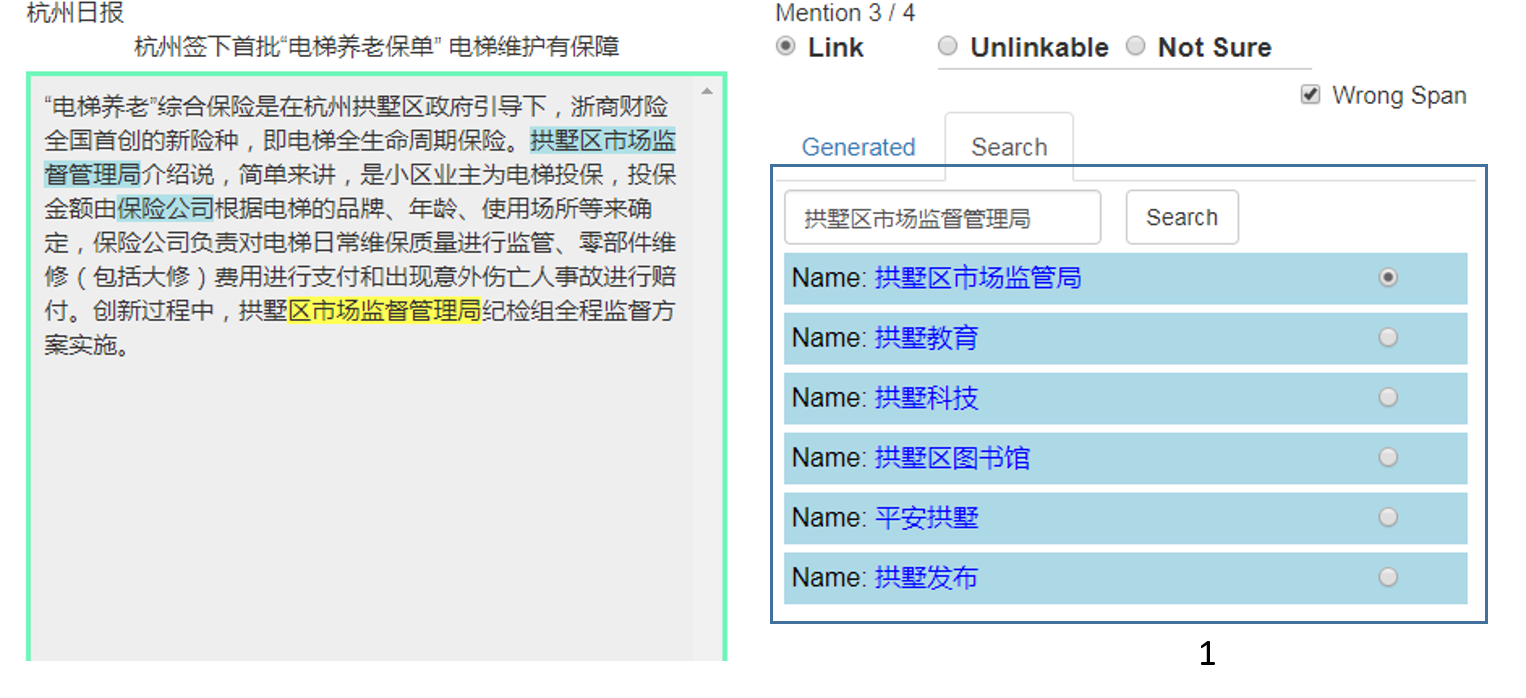 杭州日报
杭州签下首批“电梯养老保单” 电梯维护有保障
“电梯养老”综合保险是在杭州拱墅区政府引导下，浙商财险
全国首创的新险种，即电梯全生命周期保险。拱墅区市场监
督管理局介绍说，简单来讲，是小区业主为电梯投保，投保
金额由保险公司根据电梯的品牌、年龄、使用场所等来确
定，保险公司负责对电梯日常维保质量进行监管、零部件维
修（包括大修）费用进行支付和出现意外伤亡人事故进行赔
付。创新过程中，拱墅区市场监督管理局纪检组全程监督方
案实施。
Mention 3 / 4
Link Unlinkable Not Sure
Wrong Span
Generated Search
拱墅区市场监督管理局 Search
Name: 拱墅区市场监管局
Name: 拱墅教育
Name: 拱墅科技
Name: 拱墅区图书馆
Name: 平安拱墅
Name: 拱墅发布
1